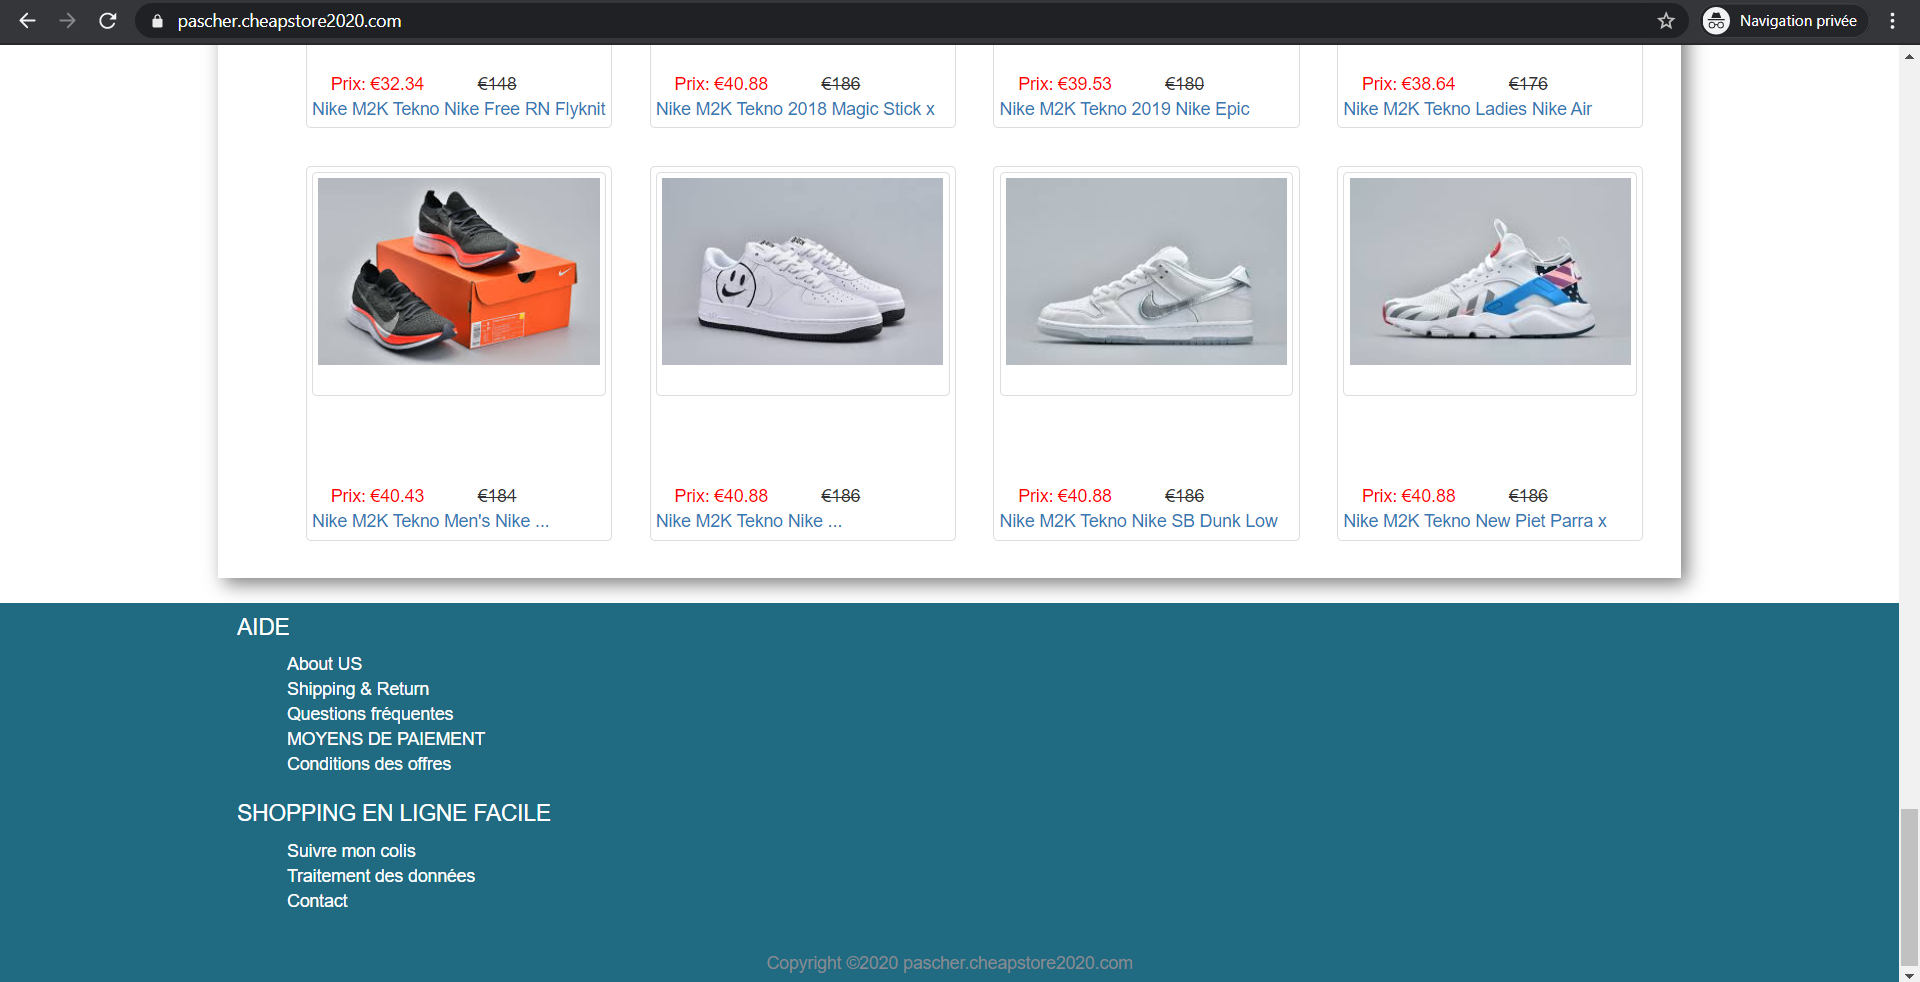 pascher.cheapstore2020.com
Navigation privée
Prix: €32.34 €148
Nike M2K Tekno Nike Free RN Flyknit
Prix: €40.88 €186
Nike M2K Tekno 2018 Magic Stick x
Prix: €39.53 €180
Nike M2K Tekno 2019 Nike Epic
Prix: €38.64 €176
Nike M2K Tekno Ladies Nike Air
Prix: €40.43 €184
Nike M2K Tekno Men's Nike ...
Prix: €40.88 €186
Nike M2K Tekno Nike ...
Prix: €40.88 €186
Nike M2K Tekno Nike SB Dunk Low
Prix: €40.88 €186
Nike M2K Tekno New Piet Parra x
AIDE
About US
Shipping & Return
Questions fréquentes
MOYENS DE PAIEMENT
Conditions des offres
SHOPPING EN LIGNE FACILE
Suivre mon colis
Traitement des données
Contact
Copyright ©2020 pascher.cheapstore2020.com